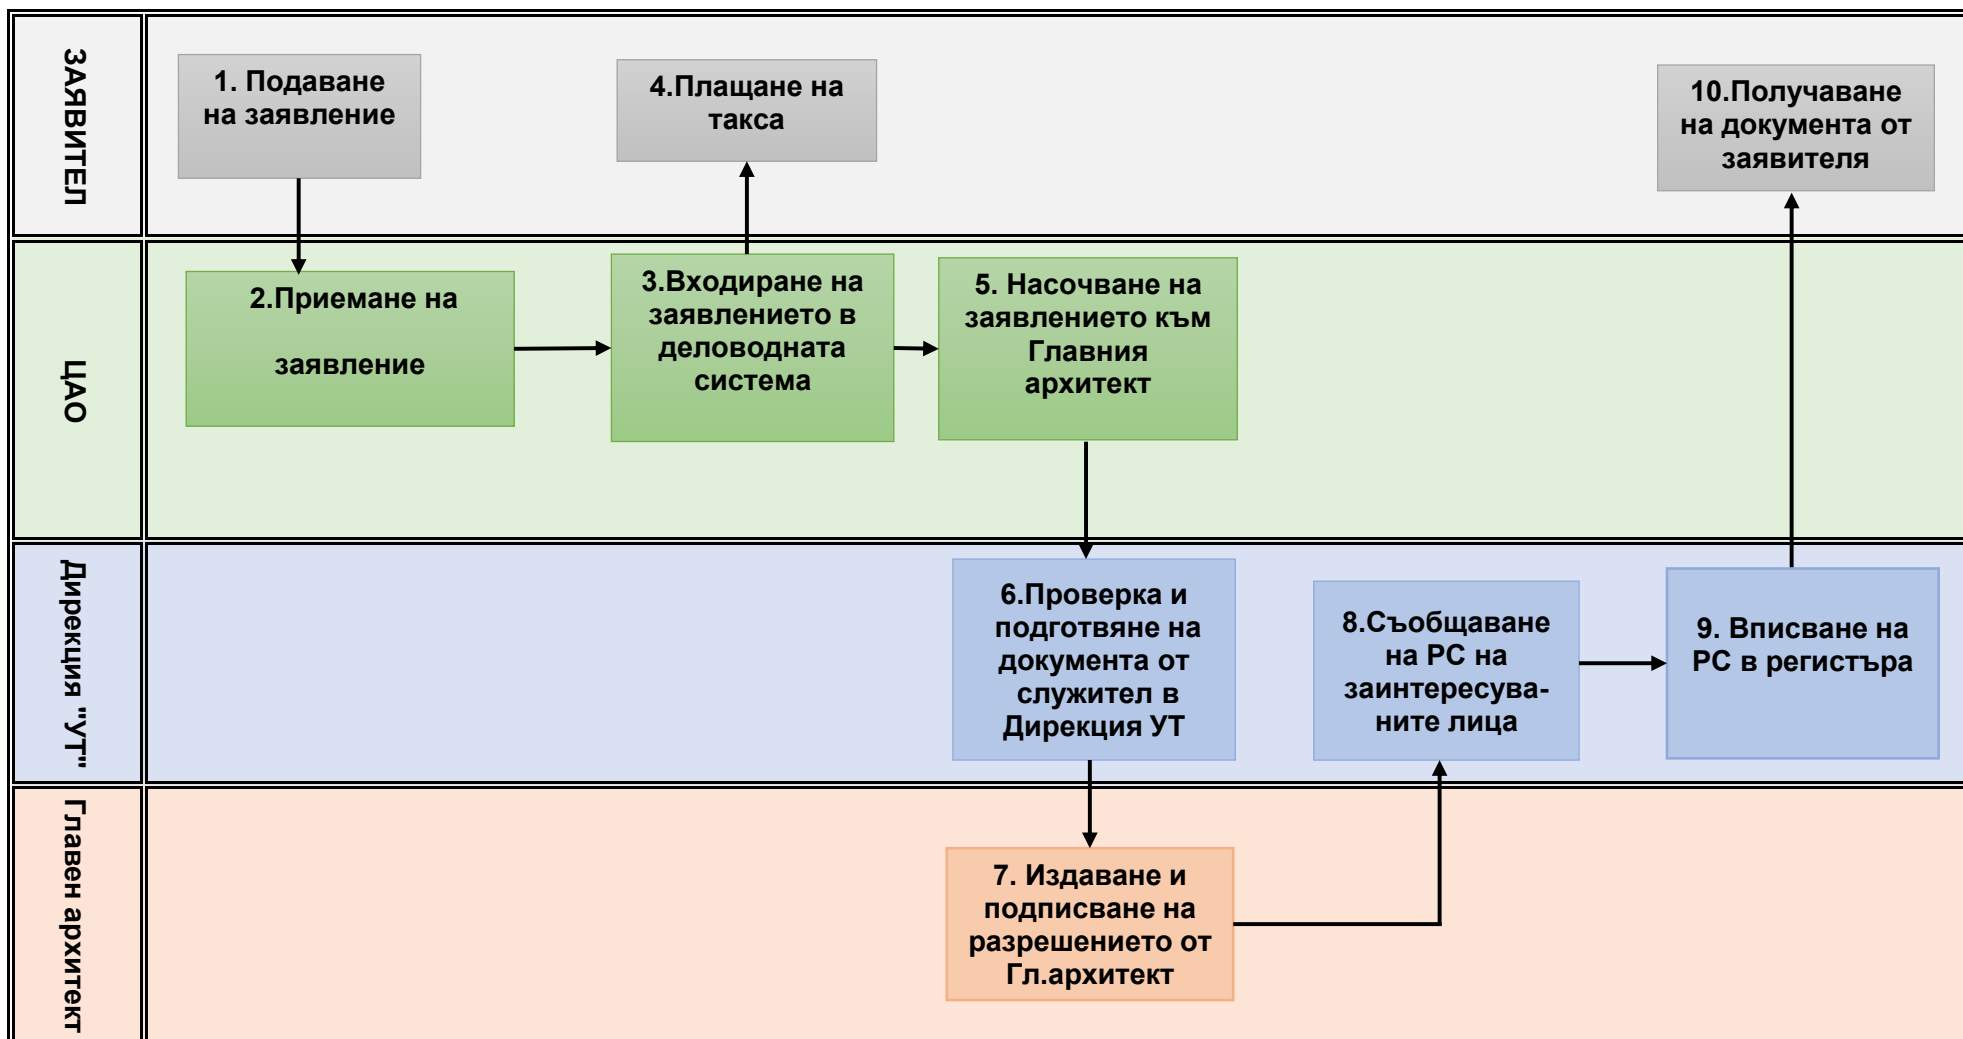 ЗАЯВИТЕЛ
1. Подаване
на заявление
4.Плащане на
такса
10.Получаване
на документа от
заявителя
ЦАО
2.Приемане на
заявление
3.Входиране на
заявлението в
деловодната
система
5. Насочване на
заявлението към
Главния
архитект
Дирекция "УТ"
6.Проверка и
подготвяне на
документа от
служител в
Дирекция УТ
8.Съобщаване
на РС на
заинтересува-
ните лица
9. Вписване на
РС в регистъра
Главен архитект
7. Издаване и
подписване на
разрешението от
Гл.архитект